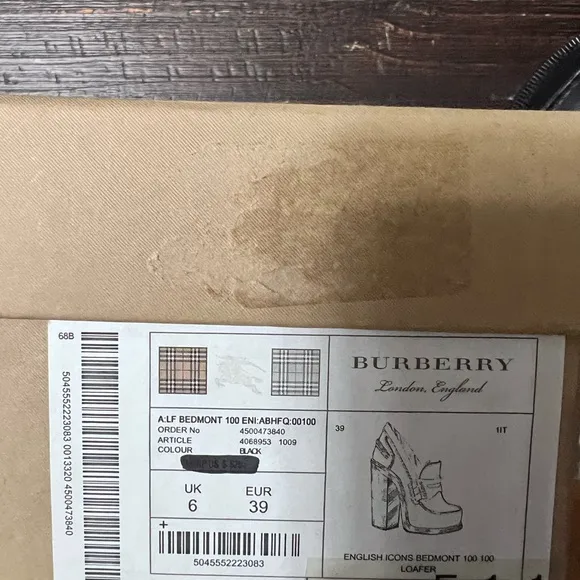 68B
5045552223083 0013320 4500473840
BURBERRY
London, England
A:LF BEDMONT 100 ENI:ABHFQ:00100
ORDER No 4500473840
ARTICLE 4068953 1009
COLOUR BLACK
UK EUR
6 39
5045552223083
39 1IT
ENGLISH ICONS BEDMONT 100 100
LOAFER